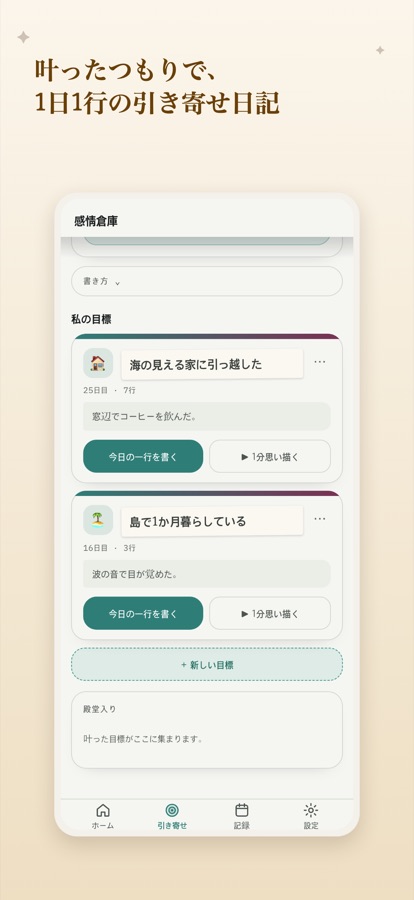 叶ったつもりで、
1日1行の引き寄せ日記
感情倉庫
書き方 ⌄
私の目標
海の見える家に引っ越した
...
25日目 · 7行
窓辺でコーヒーを飲んだ。
今日の一行を書く
▶ 1分思い描く
島で1か月暮らしている
...
16日目 · 3行
波の音で目が覚めた。
今日の一行を書く
▶ 1分思い描く
+ 新しい目標
殿堂入り
叶った目標がここに集まります。
ホーム
引き寄せ
記録
設定